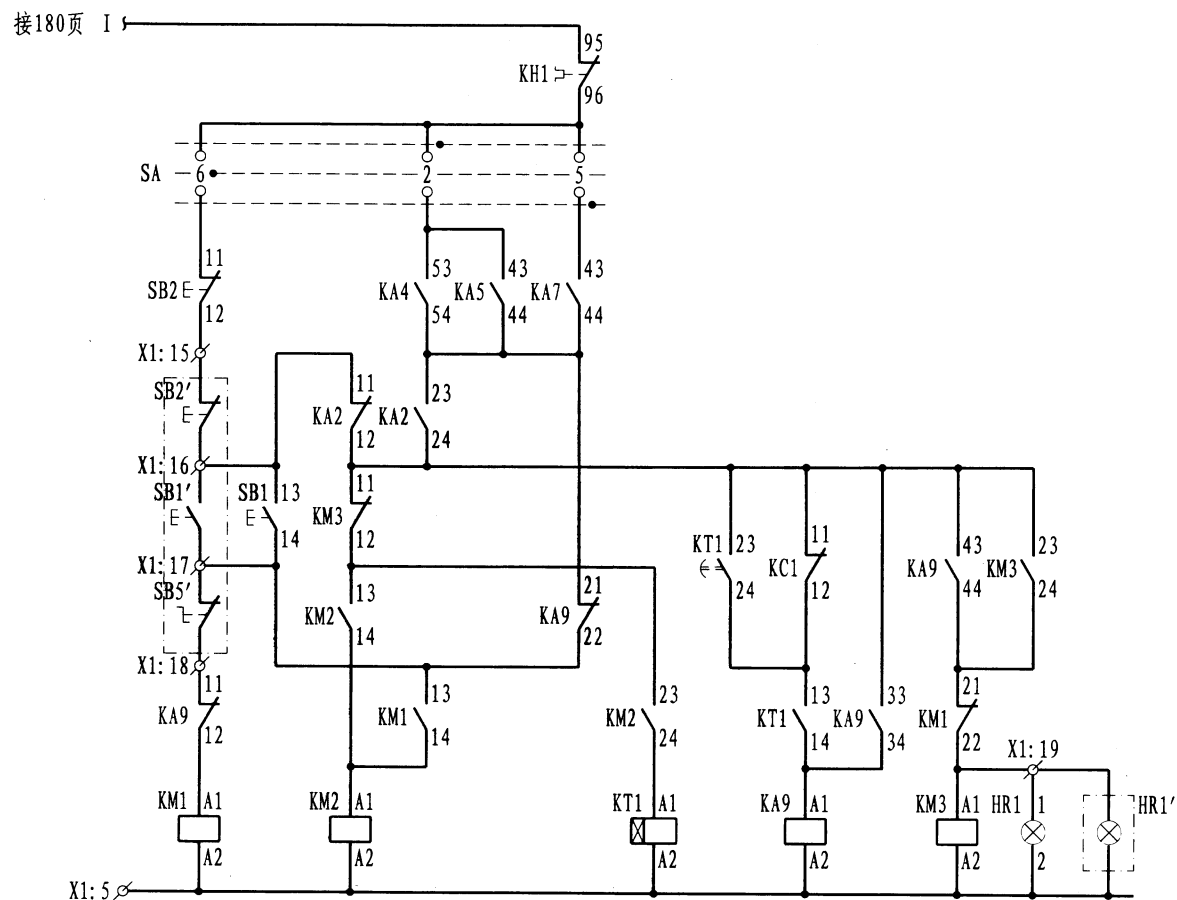 接180页 I
95
KH1
96
SA 6 2 5
11
SB2
12
53 43 43
KA4 KA5 KA7
54 44 44
X1:15
SB2′
11
KA2
12
23
KA2
24
X1:16
SB1′
SB1 13
14
11
KM3
12
23
KT1
24
11
KC1
12
43
KA9
44
23
KM3
24
X1:17
SB5′
13
KM2
14
21
KA9
22
X1:18
11
KA9
12
13
KM1
14
23
KM2
24
13
KT1
14
33
KA9
34
21
KM1
22
X1:19
KM1 A1
A2
KM2 A1
A2
KT1 A1
A2
KA9 A1
A2
KM3 A1
A2
HR1 1
2
HR1′
X1:5